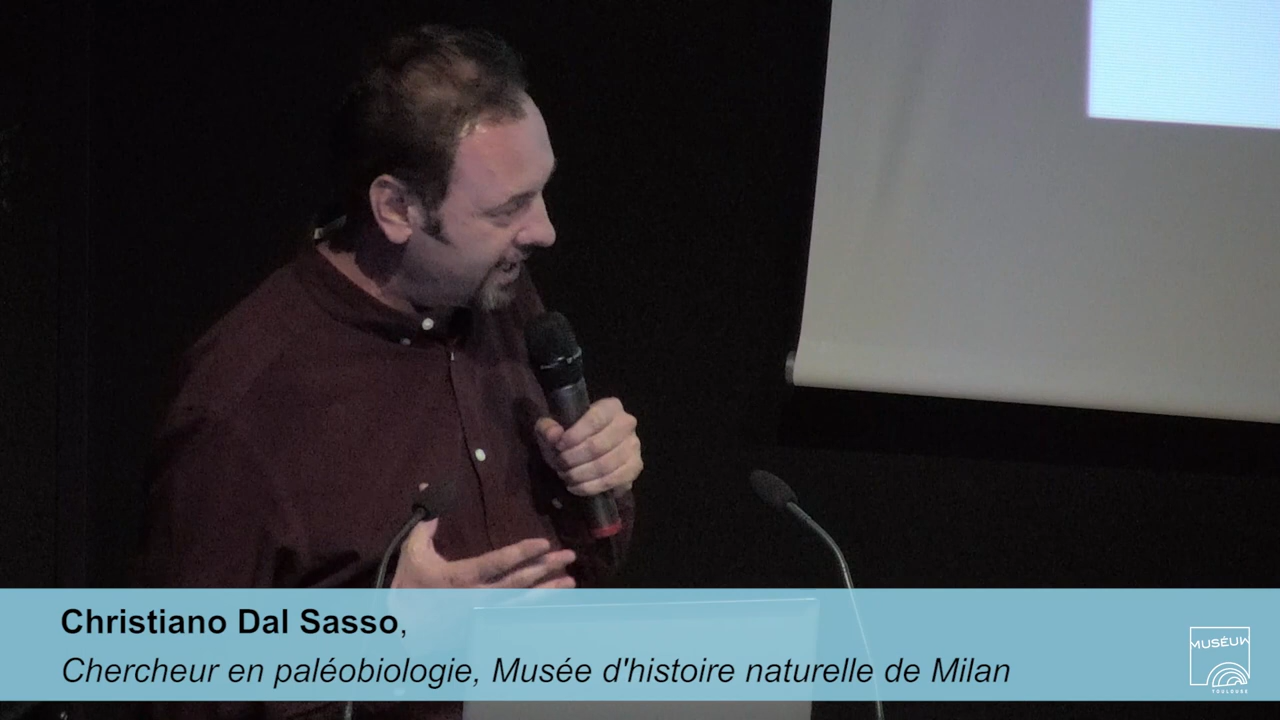 Christiano Dal Sasso,
Chercheur en paléobiologie, Musée d'histoire naturelle de Milan
MUSÉUM
TOULOUSE